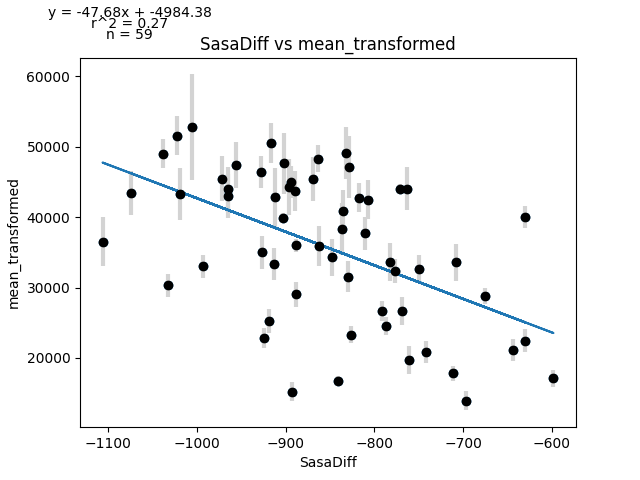 y = -47.68x + -4984.38
r^2 = 0.27
n = 59
SasaDiff vs mean_transformed
60000
50000
40000
30000
20000
mean_transformed
−1100
−1000
−900
−800
−700
−600
SasaDiff